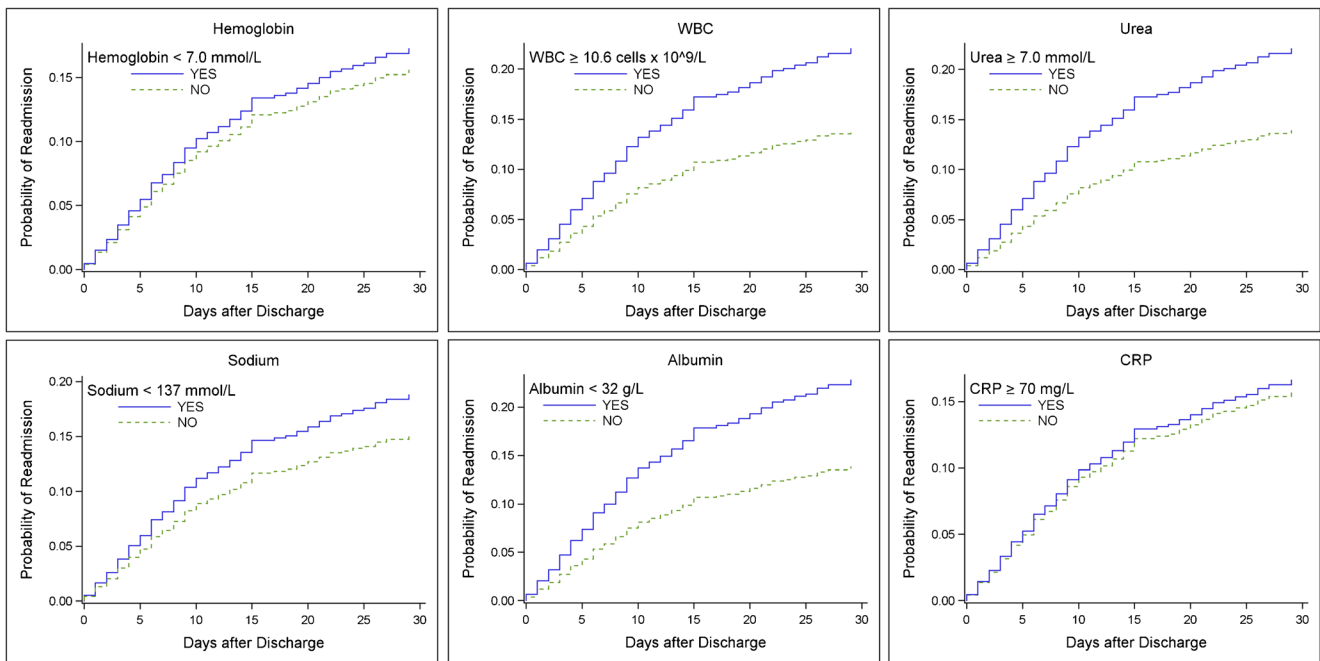 Hemoglobin
Hemoglobin < 7.0 mmol/L
YES
NO
0.15
0.10
0.05
0.00
Probability of Readmission
0 5 10 15 20 25 30
Days after Discharge
WBC
WBC ≥ 10.6 cells x 10^9/L
YES
NO
0.20
0.15
0.10
0.05
0.00
Probability of Readmission
0 5 10 15 20 25 30
Days after Discharge
Urea
Urea ≥ 7.0 mmol/L
YES
NO
0.20
0.15
0.10
0.05
0.00
Probability of Readmission
0 5 10 15 20 25 30
Days after Discharge
Sodium
Sodium < 137 mmol/L
YES
NO
0.20
0.15
0.10
0.05
0.00
Probability of Readmission
0 5 10 15 20 25 30
Days after Discharge
Albumin
Albumin < 32 g/L
YES
NO
0.20
0.15
0.10
0.05
0.00
Probability of Readmission
0 5 10 15 20 25 30
Days after Discharge
CRP
CRP ≥ 70 mg/L
YES
NO
0.15
0.10
0.05
0.00
Probability of Readmission
0 5 10 15 20 25 30
Days after Discharge